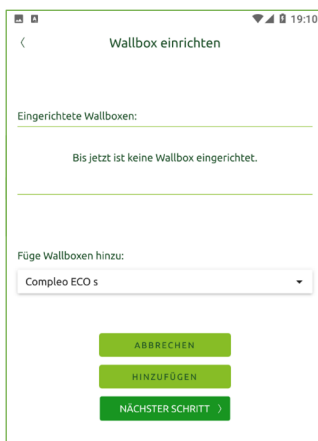 19:10
Wallbox einrichten
Eingerichtete Wallboxen:
Bis jetzt ist keine Wallbox eingerichtet.
Füge Wallboxen hinzu:
Compleo ECO s
ABBRECHEN
HINZUFÜGEN
NÄCHSTER SCHRITT